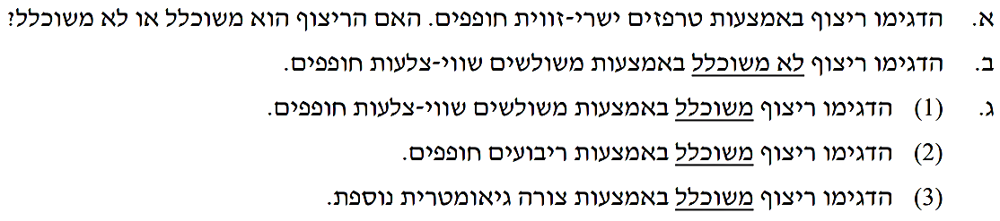 א. הדגימו ריצוף באמצעות טרפזים ישרי-זווית חופפים. האם הריצוף הוא משוכלל או לא משוכלל?
ב. הדגימו ריצוף לא משוכלל באמצעות משולשים שווי-צלעות חופפים.
ג. (1) הדגימו ריצוף משוכלל באמצעות משולשים שווי-צלעות חופפים.
(2) הדגימו ריצוף משוכלל באמצעות ריבועים חופפים.
(3) הדגימו ריצוף משוכלל באמצעות צורה גיאומטרית נוספת.